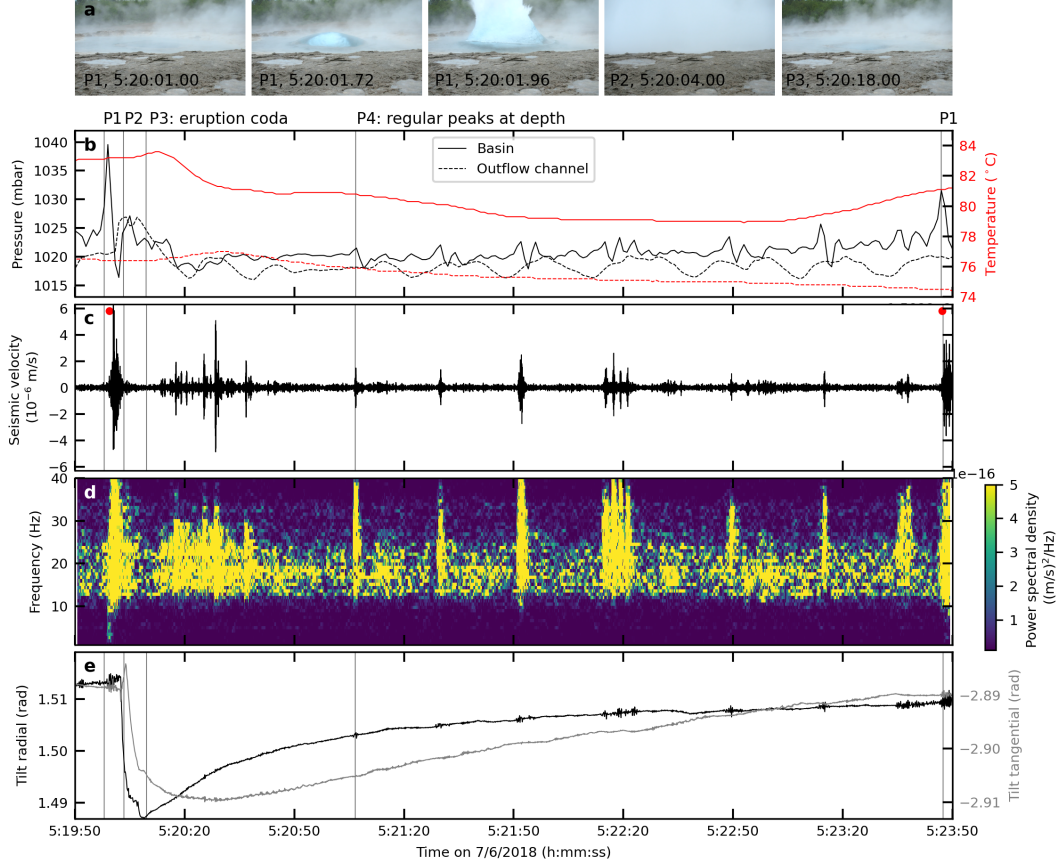 a
P1, 5:20:01.00
P1, 5:20:01.72
P1, 5:20:01.96
P2, 5:20:04.00
P3, 5:20:18.00
P1 P2 P3: eruption coda
P4: regular peaks at depth
P1
b
Basin
Outflow channel
Pressure (mbar)
1040
1035
1030
1025
1020
1015
84
82
80
78
76
74
Temperature (°C)
c
Seismic velocity
(10⁻⁶ m/s)
6
4
2
0
−2
−4
−6
d
Frequency (Hz)
40
30
20
10
1e−16
5
4
3
2
1
Power spectral density
((m/s)²/Hz)
e
Tilt radial (rad)
1.51
1.50
1.49
−2.89
−2.90
−2.91
Tilt tangential (rad)
5:19:50
5:20:20
5:20:50
5:21:20
5:21:50
5:22:20
5:22:50
5:23:20
5:23:50
Time on 7/6/2018 (h:mm:ss)